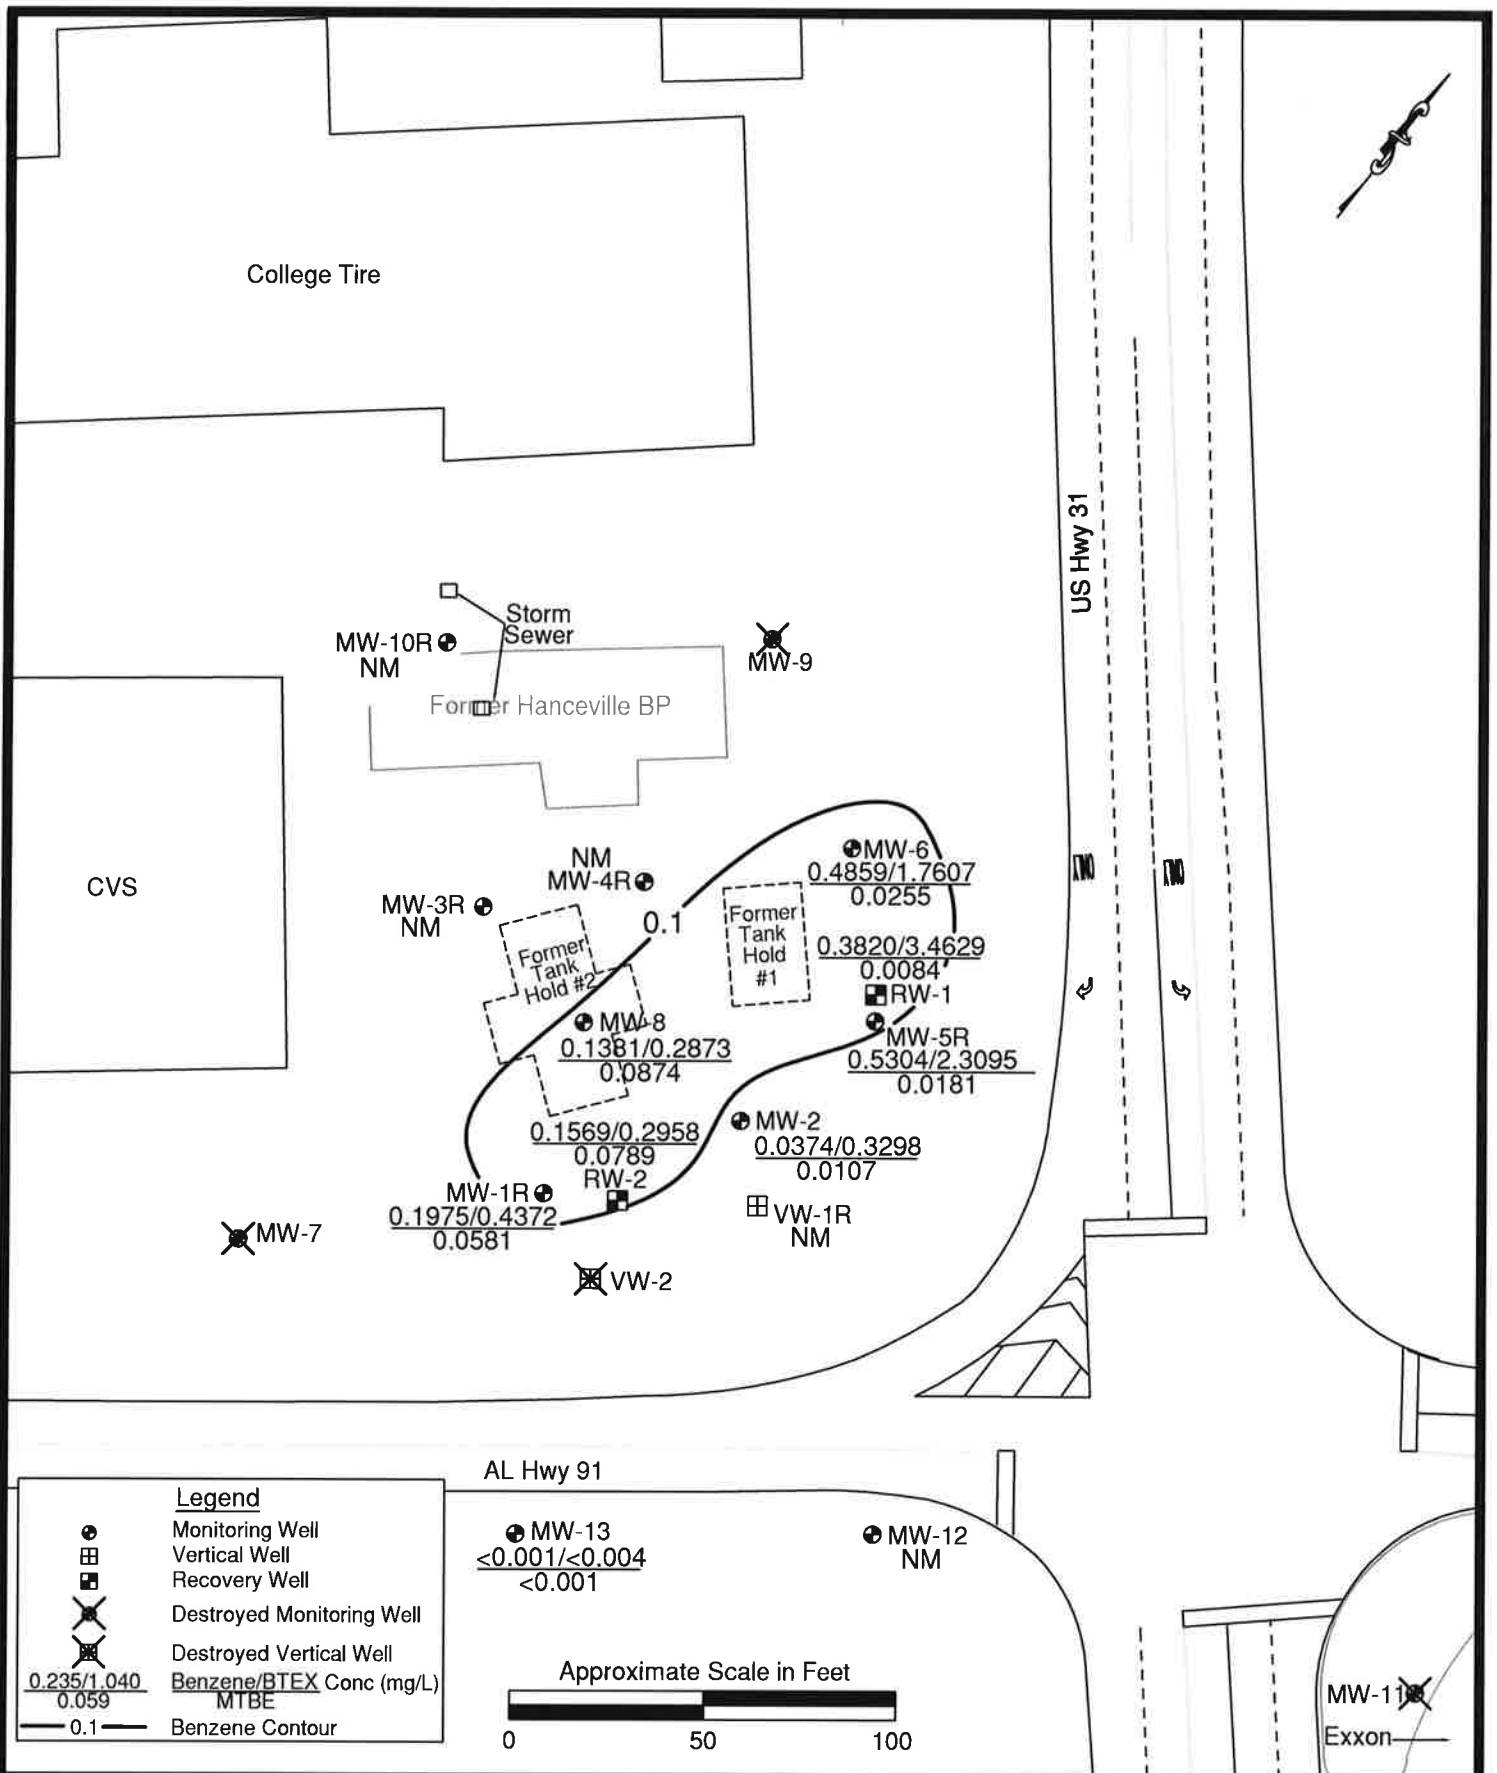 College Tire
US Hwy 31
Storm
Sewer
MW-10R
NM
MW-9
Former Hanceville BP
CVS
NM
MW-4R
MW-3R
NM
MW-6
0.4859/1.7607
0.0255
0.1
Former
Tank
Hold
#1
Former
Tank
Hold #2
0.3820/3.4629
0.0084
RW-1
MW-8
0.1381/0.2873
0.0874
MW-5R
0.5304/2.3095
0.0181
MW-2
0.0374/0.3298
0.0107
0.1569/0.2958
0.0789
RW-2
MW-1R
0.1975/0.4372
0.0581
VW-1R
NM
MW-7
VW-2
AL Hwy 91
MW-13
<0.001/<0.004
<0.001
MW-12
NM
Legend
Monitoring Well
Vertical Well
Recovery Well
Destroyed Monitoring Well
Destroyed Vertical Well
0.235/1.040 Benzene/BTEX Conc (mg/L)
0.059 MTBE
0.1 Benzene Contour
Approximate Scale in Feet
0 50 100
MW-11
Exxon